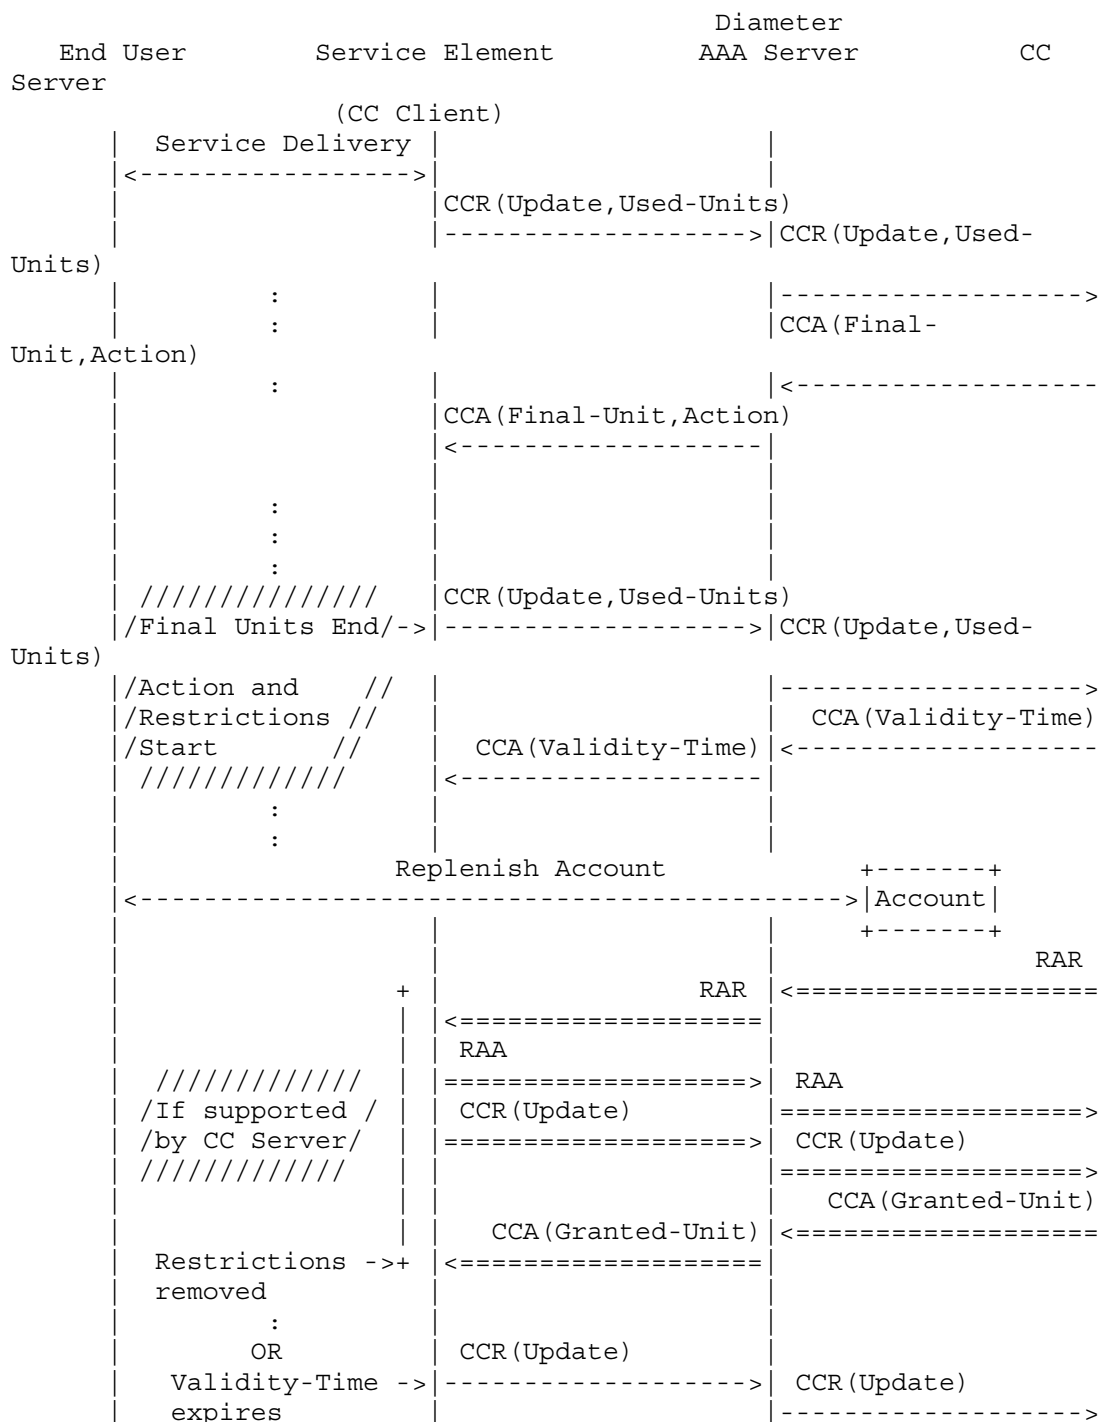 Diameter
   End User        Service Element         AAA Server          CC
Server
                    (CC Client)
      |  Service Delivery |                    |
      |<----------------->|                    |
      |                   |CCR(Update,Used-Units)
      |                   |------------------->|CCR(Update,Used-
Units)
      |         :         |                    |------------------->
      |         :         |                    |CCA(Final-
Unit,Action)
      |         :         |                    |<-------------------
      |                   |CCA(Final-Unit,Action)
      |                   |<-------------------|
      |                   |                    |
      |         :         |                    |
      |         :         |                    |
      |         :         |                    |
      | ///////////////   |CCR(Update,Used-Units)
      |/Final Units End/->|------------------->|CCR(Update,Used-
Units)
      |/Action and    //  |                    |------------------->
      |/Restrictions //   |                    |  CCA(Validity-Time)
      |/Start       //    |  CCA(Validity-Time)|<-------------------
      | /////////////     |<-------------------|
      |         :         |                    |
      |         :         |                    |
      |                 Replenish Account            +-------+
      |<-------------------------------------------->|Account|
      |                   |                    |     +-------+
      |                   |                    |                RAR
      |                 + |                RAR |<===================
      |                 | |<===================|
      |                 | | RAA                |
      |  /////////////  | |===================>| RAA
      | /If supported / | | CCR(Update)        |===================>
      | /by CC Server/  | |===================>| CCR(Update)
      | /////////////   | |                    |===================>
      |                 | |                    |   CCA(Granted-Unit)
      |                 | |   CCA(Granted-Unit)|<===================
      |  Restrictions ->+ |<===================|
      |  removed          |                    |
      |         :         |                    |
      |        OR         | CCR(Update)        |
      |   Validity-Time ->|------------------->| CCR(Update)
      |   expires         |                    |------------------->